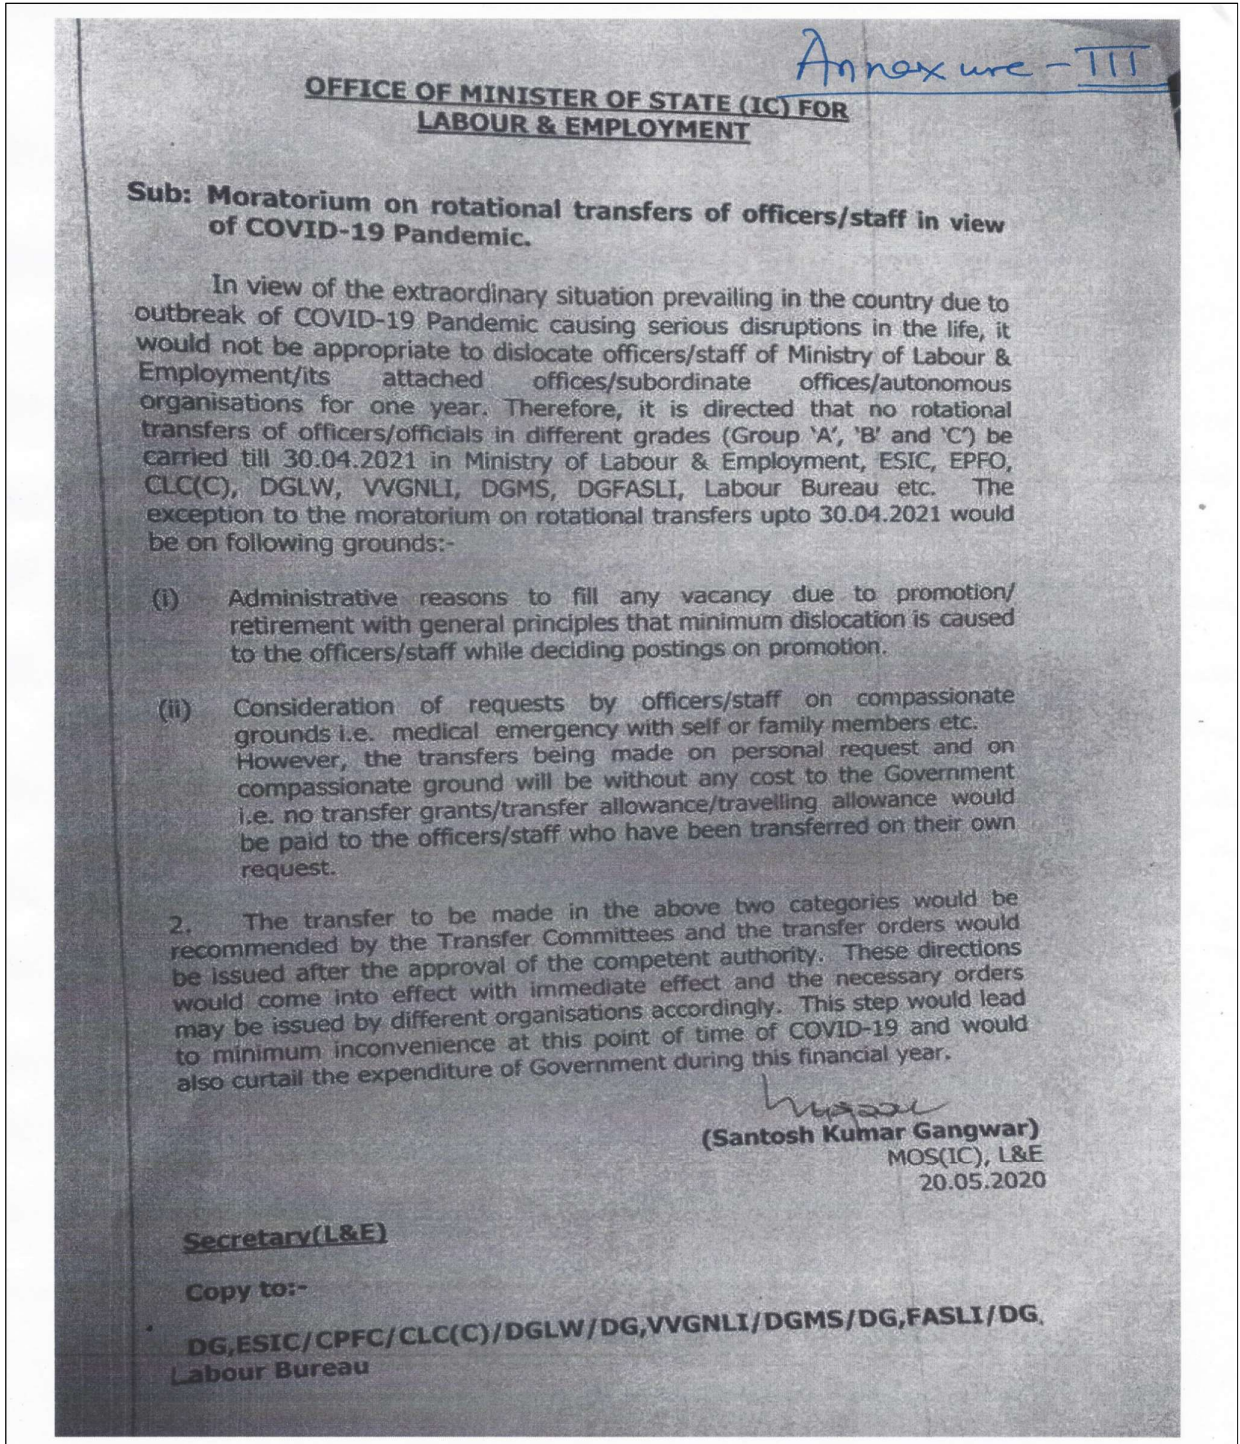 Annexure - III
OFFICE OF MINISTER OF STATE (IC) FOR
LABOUR & EMPLOYMENT
Sub: Moratorium on rotational transfers of officers/staff in view
of COVID-19 Pandemic.
In view of the extraordinary situation prevailing in the country due to
outbreak of COVID-19 Pandemic causing serious disruptions in the life, it
would not be appropriate to dislocate officers/staff of Ministry of Labour &
Employment/its attached offices/subordinate offices/autonomous
organisations for one year. Therefore, it is directed that no rotational
transfers of officers/officials in different grades (Group ‘A’, ‘B’ and ‘C’) be
carried till 30.04.2021 in Ministry of Labour & Employment, ESIC, EPFO,
CLC(C), DGLW, VVGNLI, DGMS, DGFASLI, Labour Bureau etc. The
exception to the moratorium on rotational transfers upto 30.04.2021 would
be on following grounds:-
(i) Administrative reasons to fill any vacancy due to promotion/
retirement with general principles that minimum dislocation is caused
to the officers/staff while deciding postings on promotion.
(ii) Consideration of requests by officers/staff on compassionate
grounds i.e. medical emergency with self or family members etc.
However, the transfers being made on personal request and on
compassionate ground will be without any cost to the Government
i.e. no transfer grants/transfer allowance/travelling allowance would
be paid to the officers/staff who have been transferred on their own
request.
2. The transfer to be made in the above two categories would be
recommended by the Transfer Committees and the transfer orders would
be issued after the approval of the competent authority. These directions
would come into effect with immediate effect and the necessary orders
may be issued by different organisations accordingly. This step would lead
to minimum inconvenience at this point of time of COVID-19 and would
also curtail the expenditure of Government during this financial year.
(Santosh Kumar Gangwar)
MOS(IC), L&E
20.05.2020
Secretary(L&E)
Copy to:-
DG,ESIC/CPFC/CLC(C)/DGLW/DG,VVGNLI/DGMS/DG,FASLI/DG,
Labour Bureau